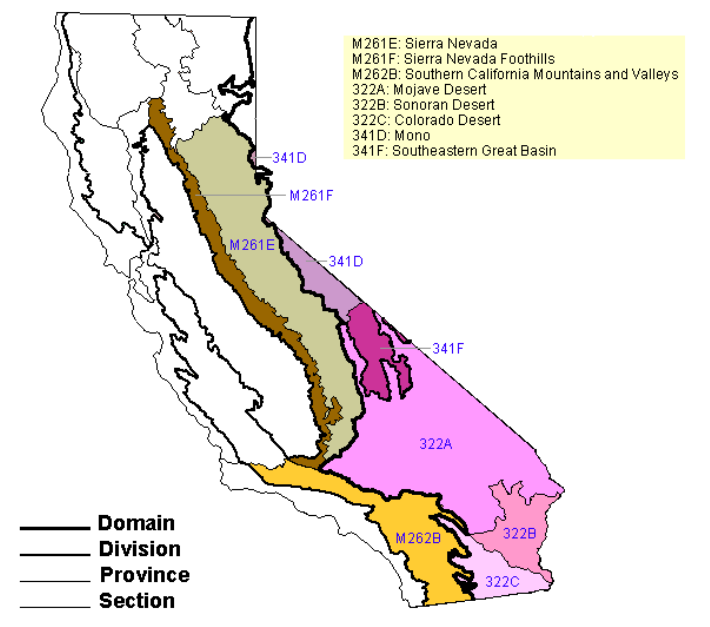 M261E: Sierra Nevada
M261F: Sierra Nevada Foothills
M262B: Southern California Mountains and Valleys
322A: Mojave Desert
322B: Sonoran Desert
322C: Colorado Desert
341D: Mono
341F: Southeastern Great Basin
341D
M261F
M261E
341D
341F
322A
322B
M262B
322C
Domain
Division
Province
Section